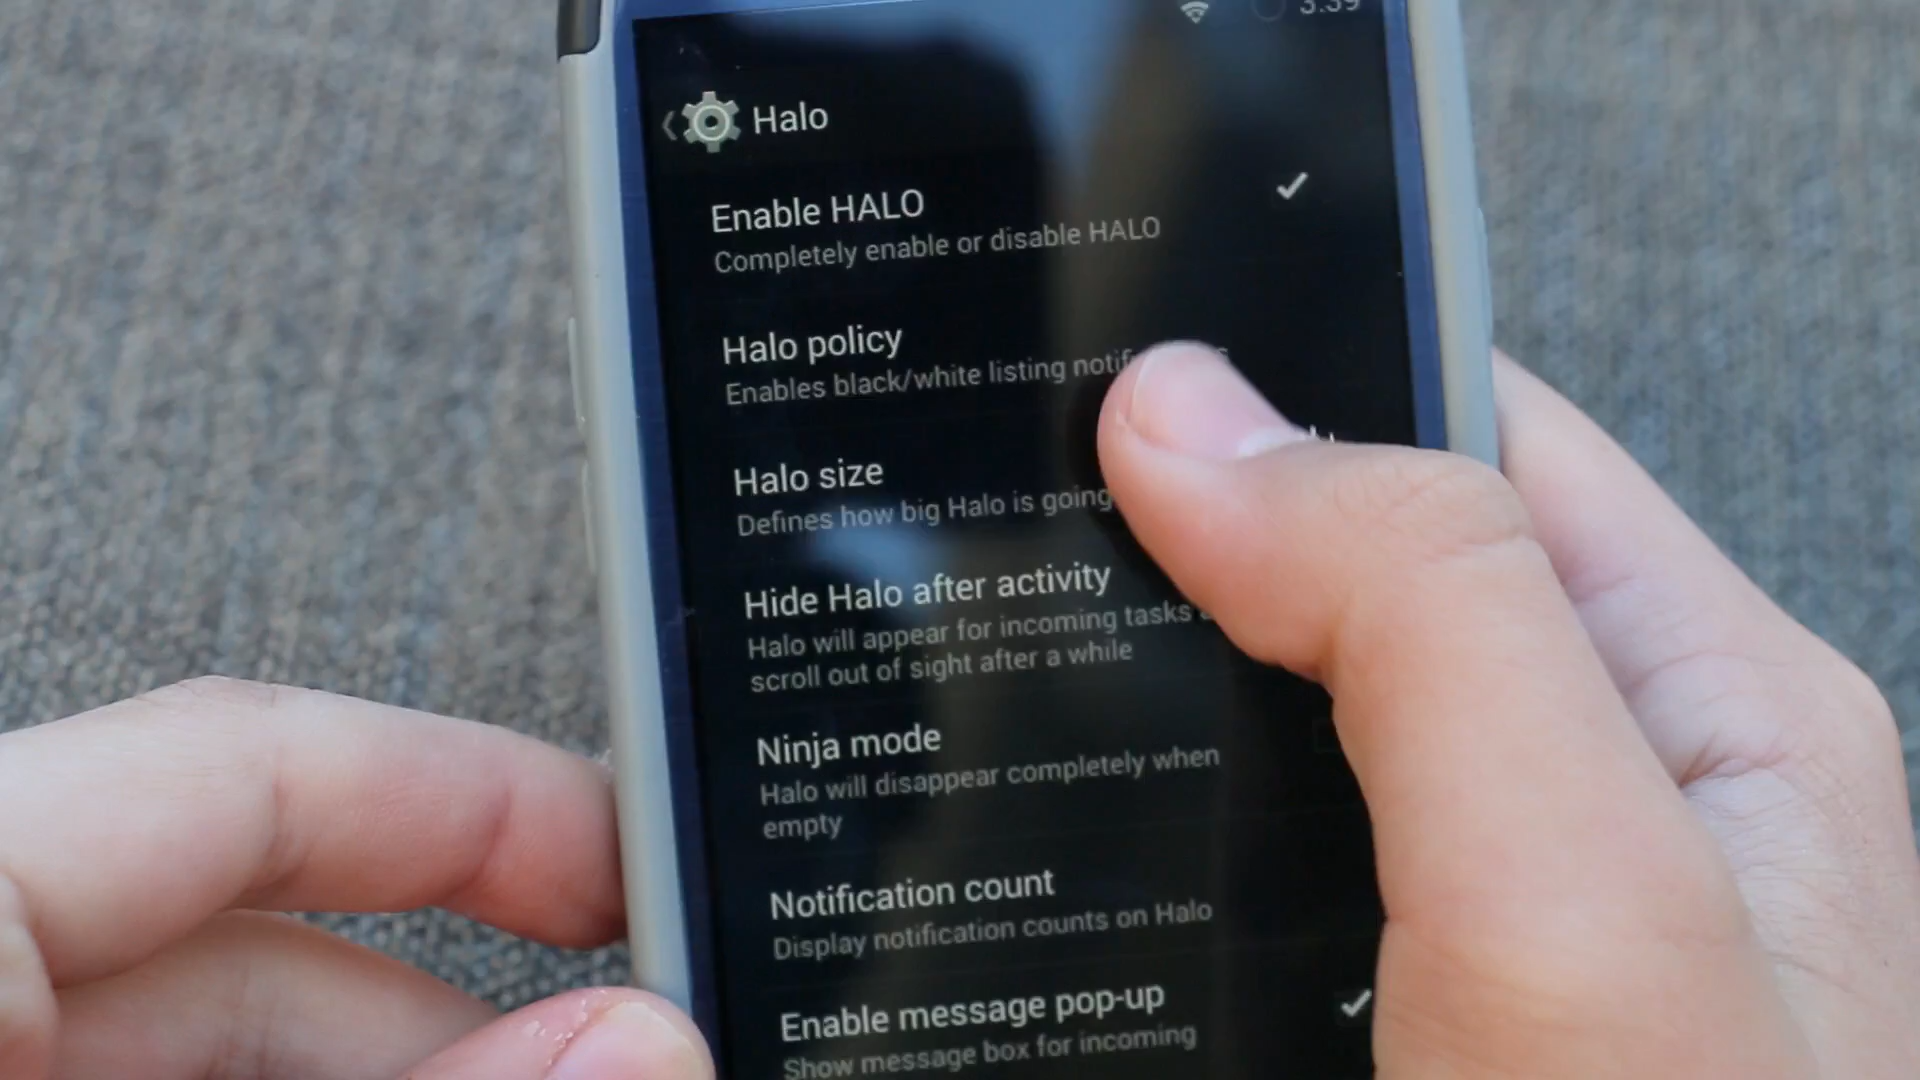 3:39
Halo
Enable HALO
Completely enable or disable HALO
Halo policy
Enables black/white listing
Halo size
Defines how big Halo is going
Hide Halo after activity
Halo will appear for incoming tasks
scroll out of sight after a while
Ninja mode
Halo will disappear completely when
empty
Notification count
Display notification counts on Halo
Enable message pop-up
Show message box for incoming